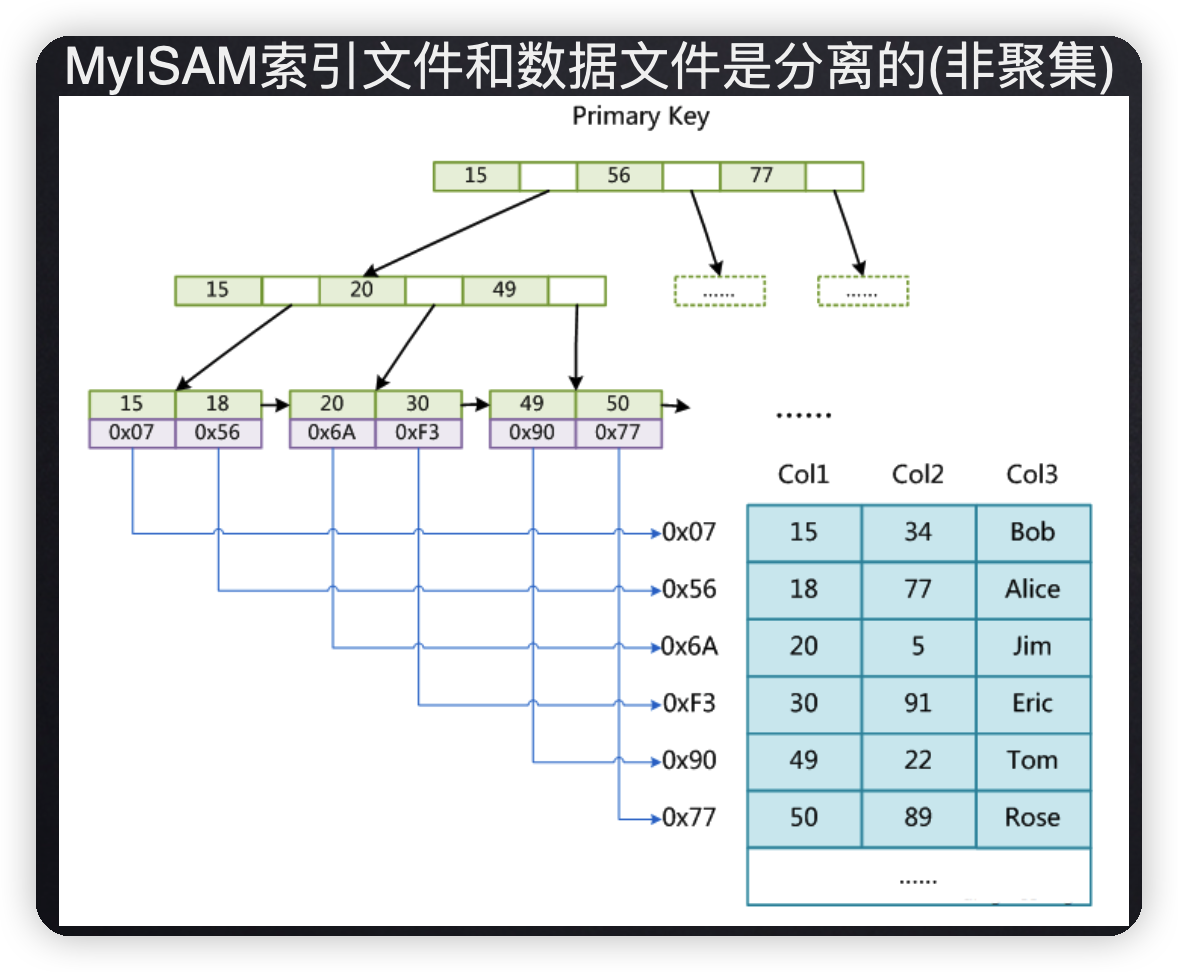 MyISAM索引文件和数据文件是分离的(非聚集)
Primary Key
15 56 77
15 20 49 ...... ......
15 18 20 30 49 50
0x07 0x56 0x6A 0xF3 0x90 0x77
......
Col1 Col2 Col3
0x07 15 34 Bob
0x56 18 77 Alice
0x6A 20 5 Jim
0xF3 30 91 Eric
0x90 49 22 Tom
0x77 50 89 Rose
......